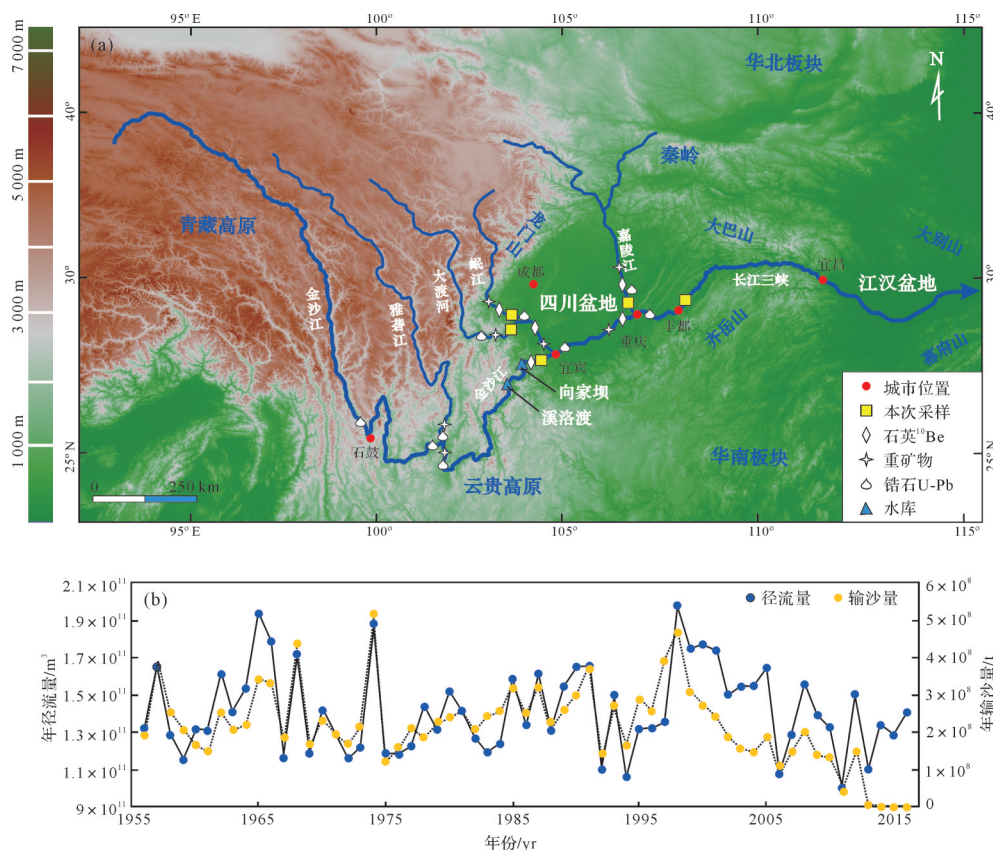 95° E
100°
105°
110°
115°
(a)
7 000 m
5 000 m
3 000 m
1 000 m
40°
40°
30°
30°
25°N
25°N
华北板块
N
秦岭
青藏高原
龙门山
岷江
大渡河
雅砻江
金沙江
成都
嘉陵江
大巴山
大别山
宜昌
长江三峡
四川盆地
江汉盆地
重庆
丰都
齐岳山
幕府山
宜宾
金沙江
向家坝
溪洛渡
石鼓
云贵高原
华南板块
0 250 km
城市位置
本次采样
石英¹⁰Be
重矿物
锆石U-Pb
水库
(b)
径流量 输沙量
年径流量/m³
2.1×10¹¹
1.9×10¹¹
1.7×10¹¹
1.5×10¹¹
1.3×10¹¹
1.1×10¹¹
9×10¹¹
年输沙量/t
6×10⁸
5×10⁸
4×10⁸
3×10⁸
2×10⁸
1×10⁸
0
1955 1965 1975 1985 1995 2005 2015
年份/yr